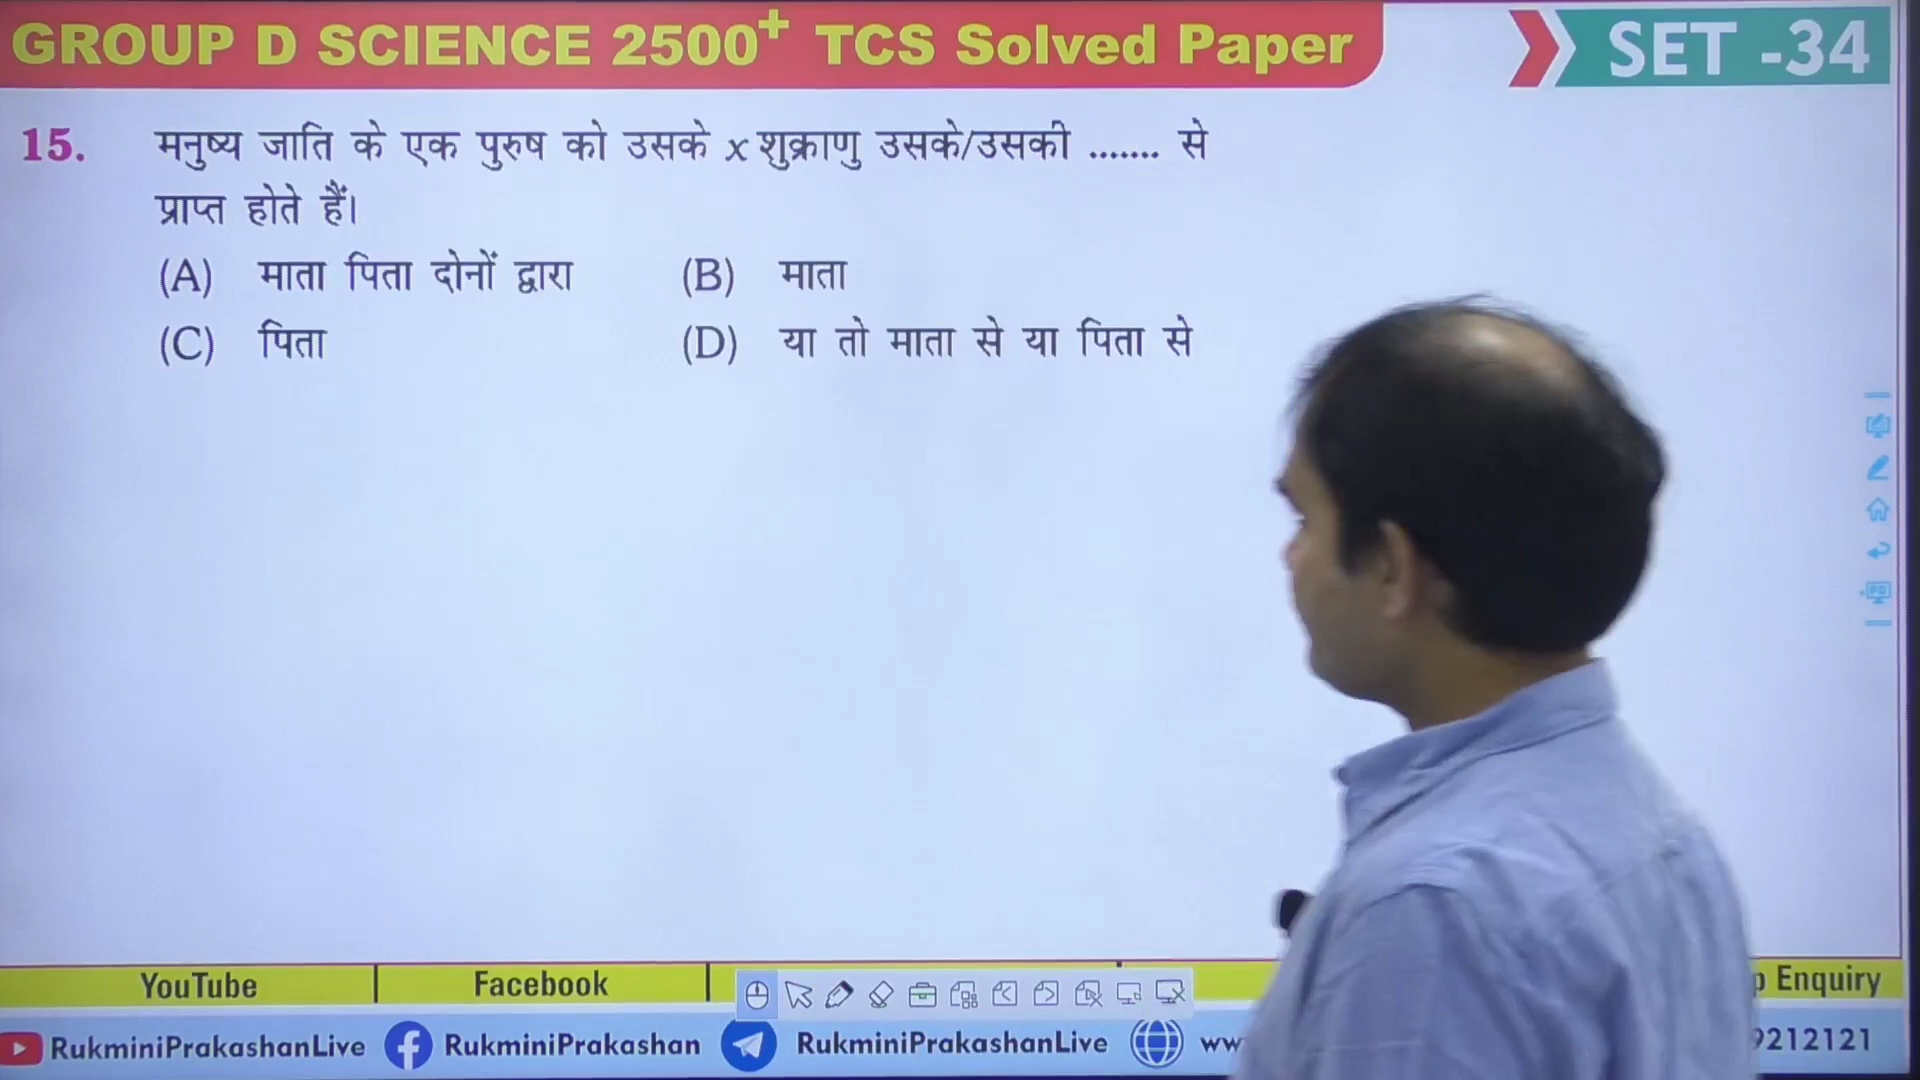 GROUP D SCIENCE 2500+ TCS Solved Paper
SET -34
15. मनुष्य जाति के एक पुरुष को उसके x शुक्राणु उसके/उसकी ....... से
प्राप्त होते हैं।
(A) माता पिता दोनों द्वारा (B) माता
(C) पिता (D) या तो माता से या पिता से
YouTube Facebook Enquiry
RukminiPrakashanLive RukminiPrakashan RukminiPrakashanLive 9212121